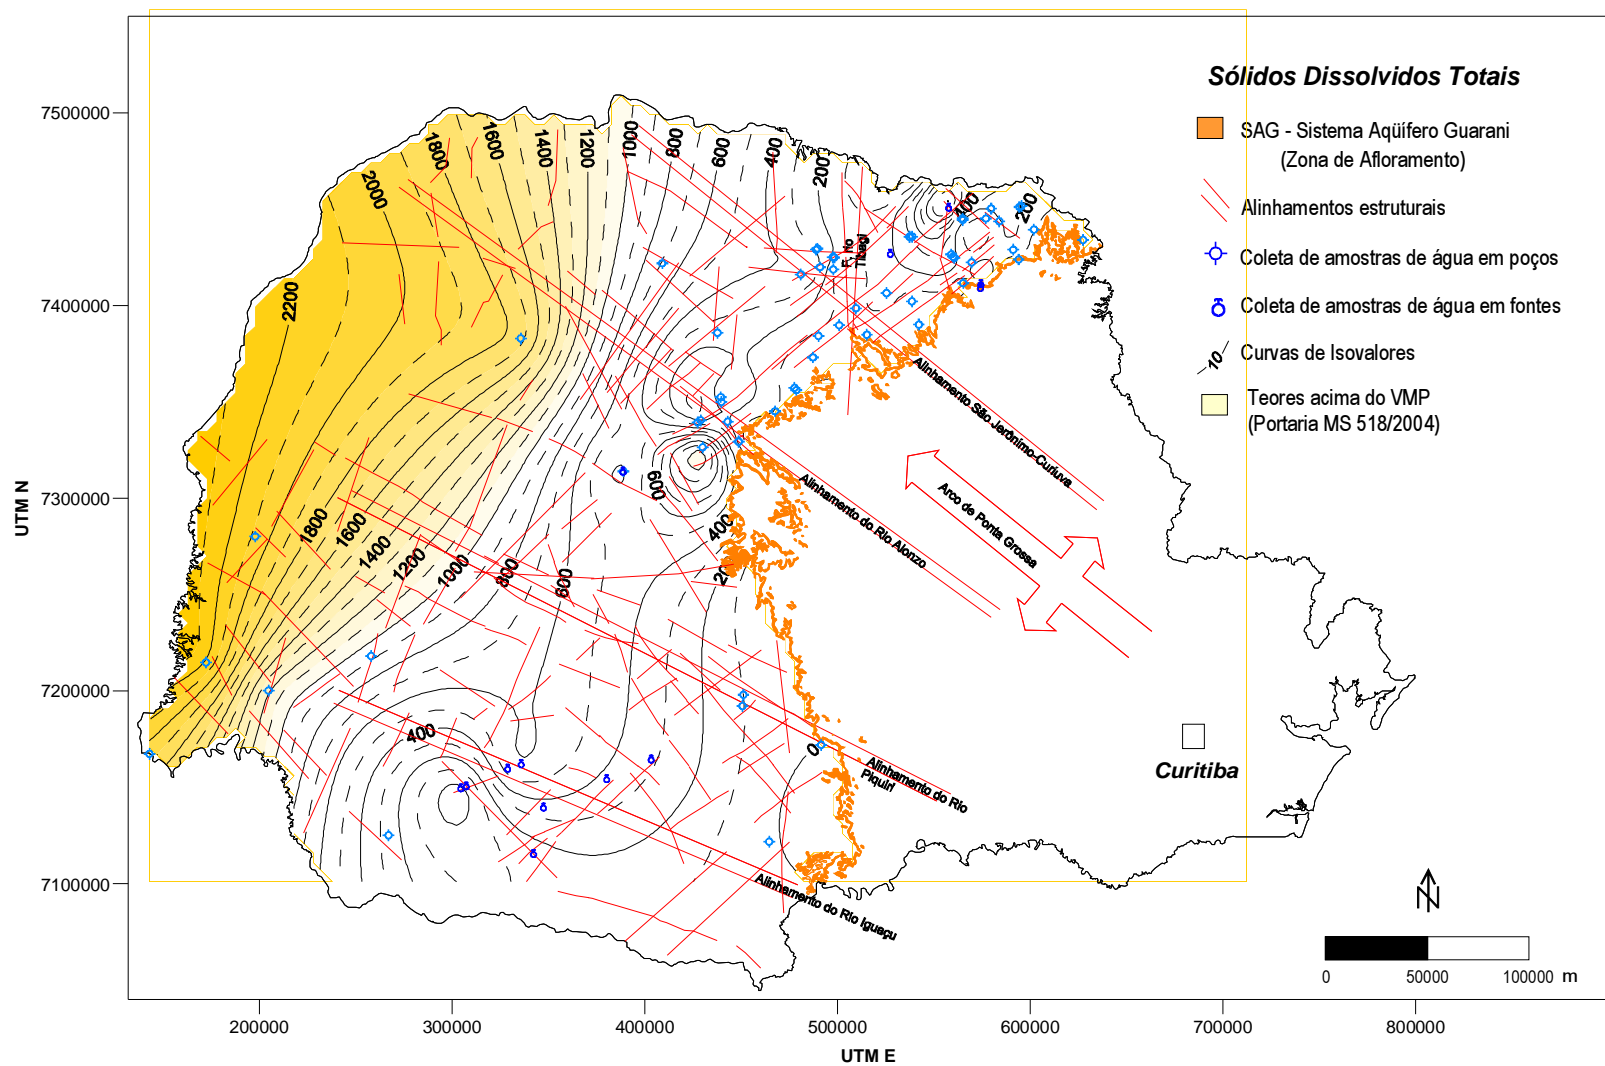 Sólidos Dissolvidos Totais
SAG - Sistema Aqüífero Guarani
(Zona de Afloramento)
Alinhamentos estruturais
Coleta de amostras de água em poços
Coleta de amostras de água em fontes
10
Curvas de Isovalores
Teores acima do VMP
(Portaria MS 518/2004)
7500000
7400000
7300000
7200000
7100000
UTM N
2200
2000
1800
1600
1400
1200
1000
800
600
400
200
400
200
F. rio
Tibagi
1800
1600
1400
1200
1000
800
600
600
400
20
400
0
Alinhamento São Jerônimo-Curiuva
Arco de Ponta Grossa
Alinhamento do Rio Alonzo
Alinhamento do Rio
Piquiri
Alinhamento do Rio Iguaçu
Curitiba
N
0 50000 100000 m
200000 300000 400000 500000 600000 700000 800000
UTM E